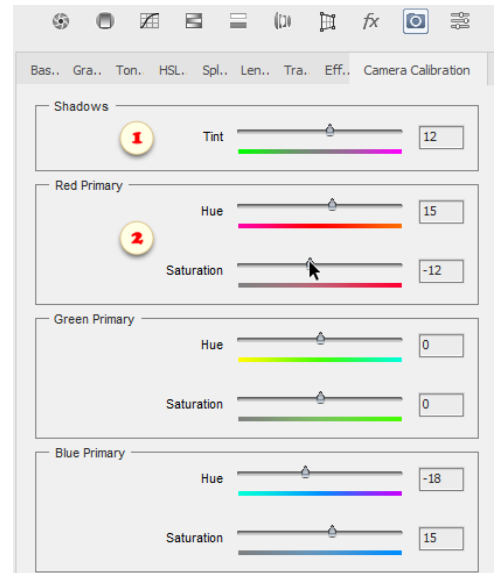 fx
Bas.. Gra.. Ton.. HSL.. Spl.. Len.. Tra.. Eff.. Camera Calibration
Shadows
1
Tint 12
Red Primary
Hue 15
2
Saturation -12
Green Primary
Hue 0
Saturation 0
Blue Primary
Hue -18
Saturation 15